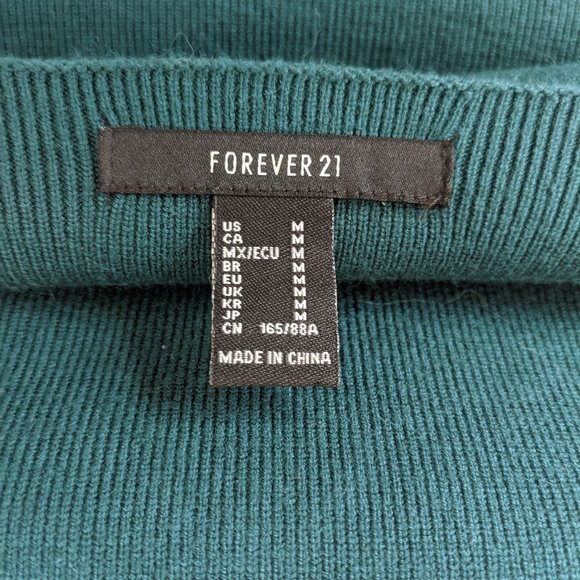 FOREVER 21
US M
CA M
MX/ECU M
BR M
EU M
UK M
KR M
JP M
CN 165/88A
MADE IN CHINA